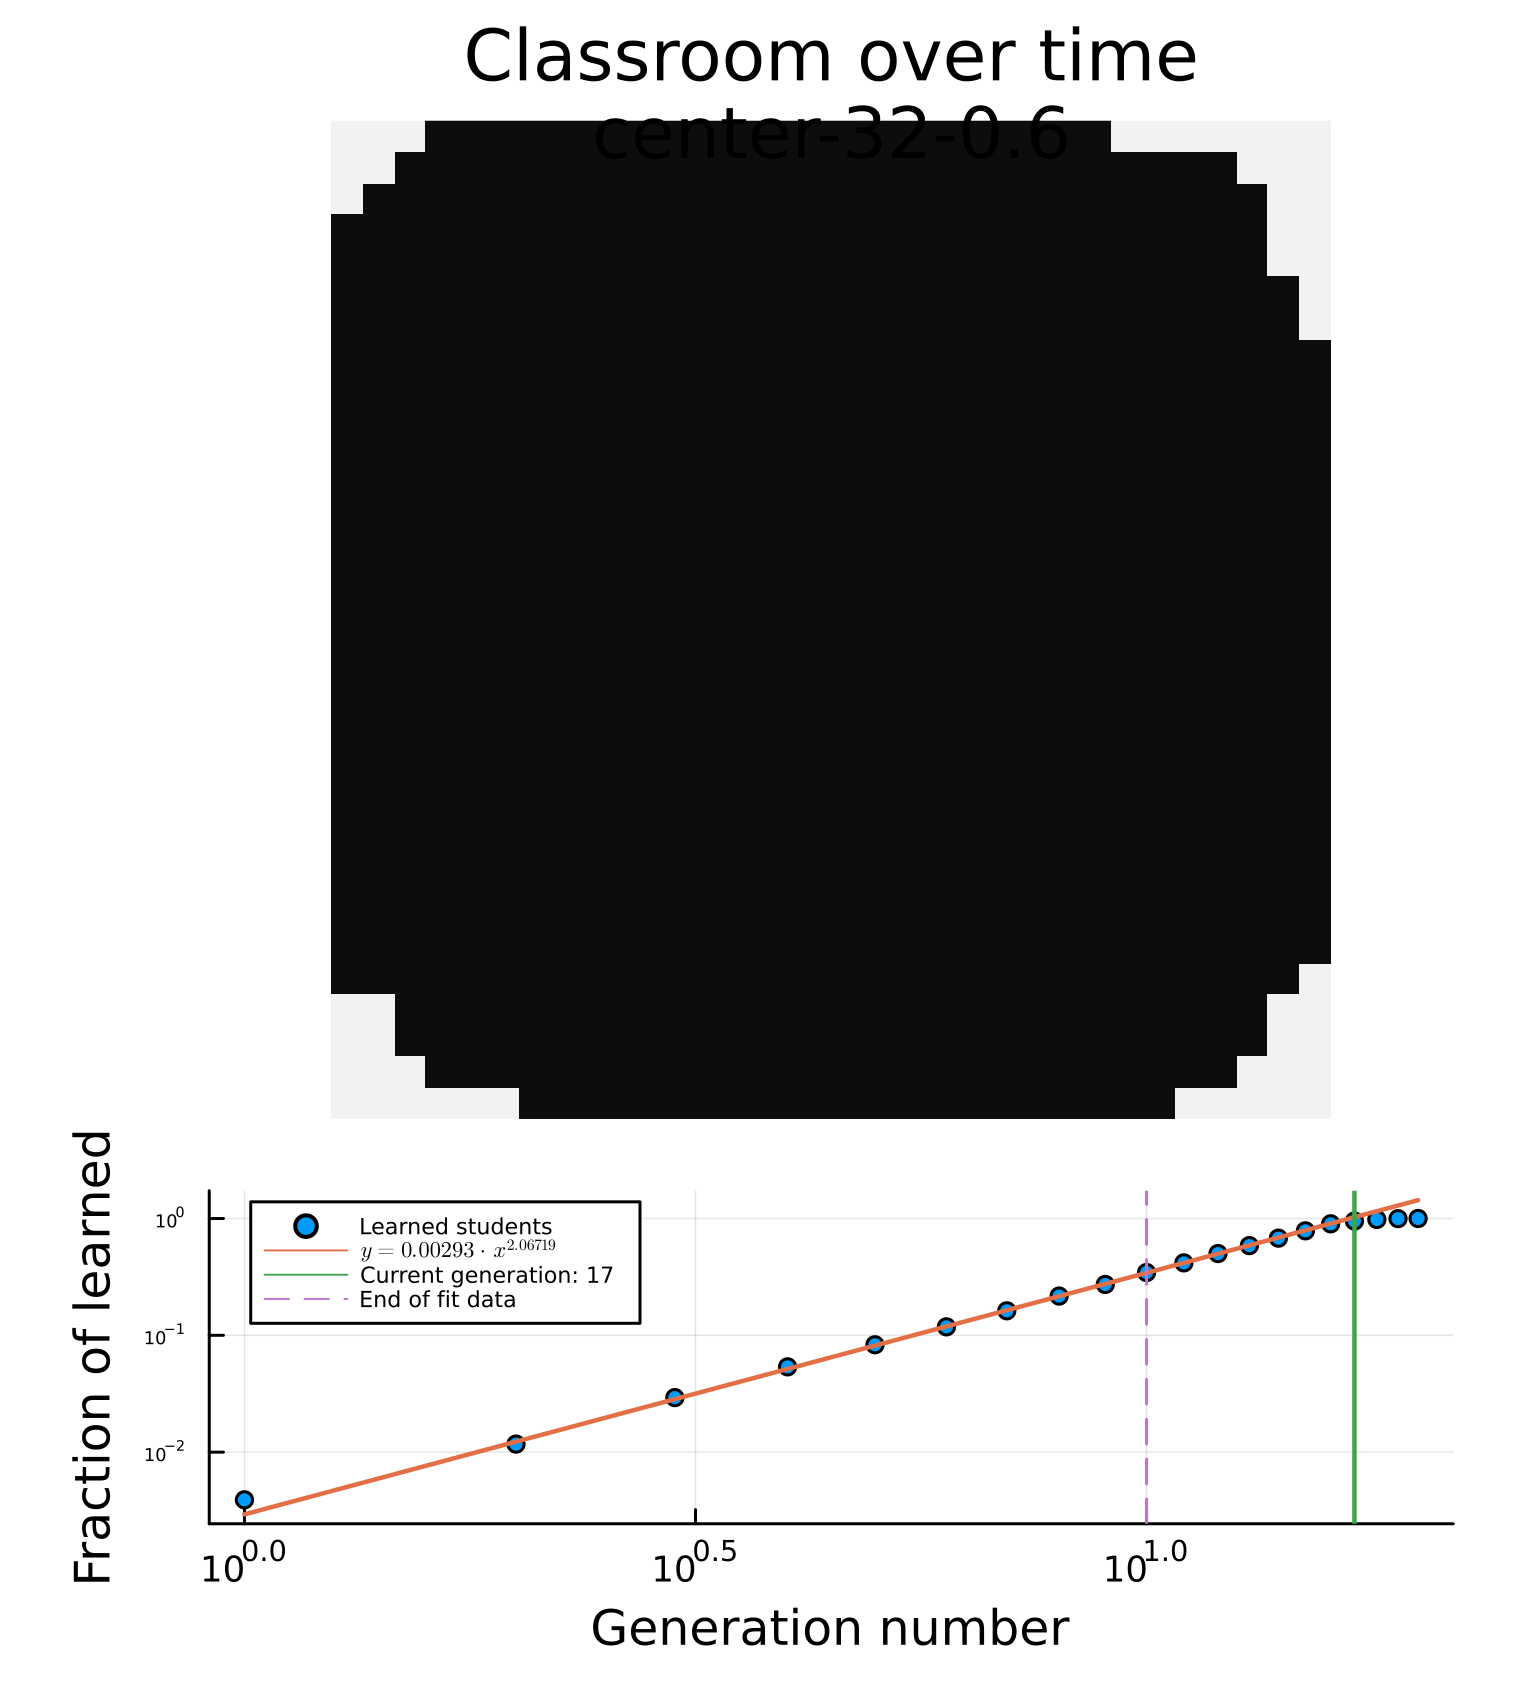 Classroom over time
center-32-0.6
Fraction of learned
10⁰
10⁻¹
10⁻²
Learned students
y = 0.00293 · x^2.06719
Current generation: 17
End of fit data
10^0.0 10^0.5 10^1.0
Generation number